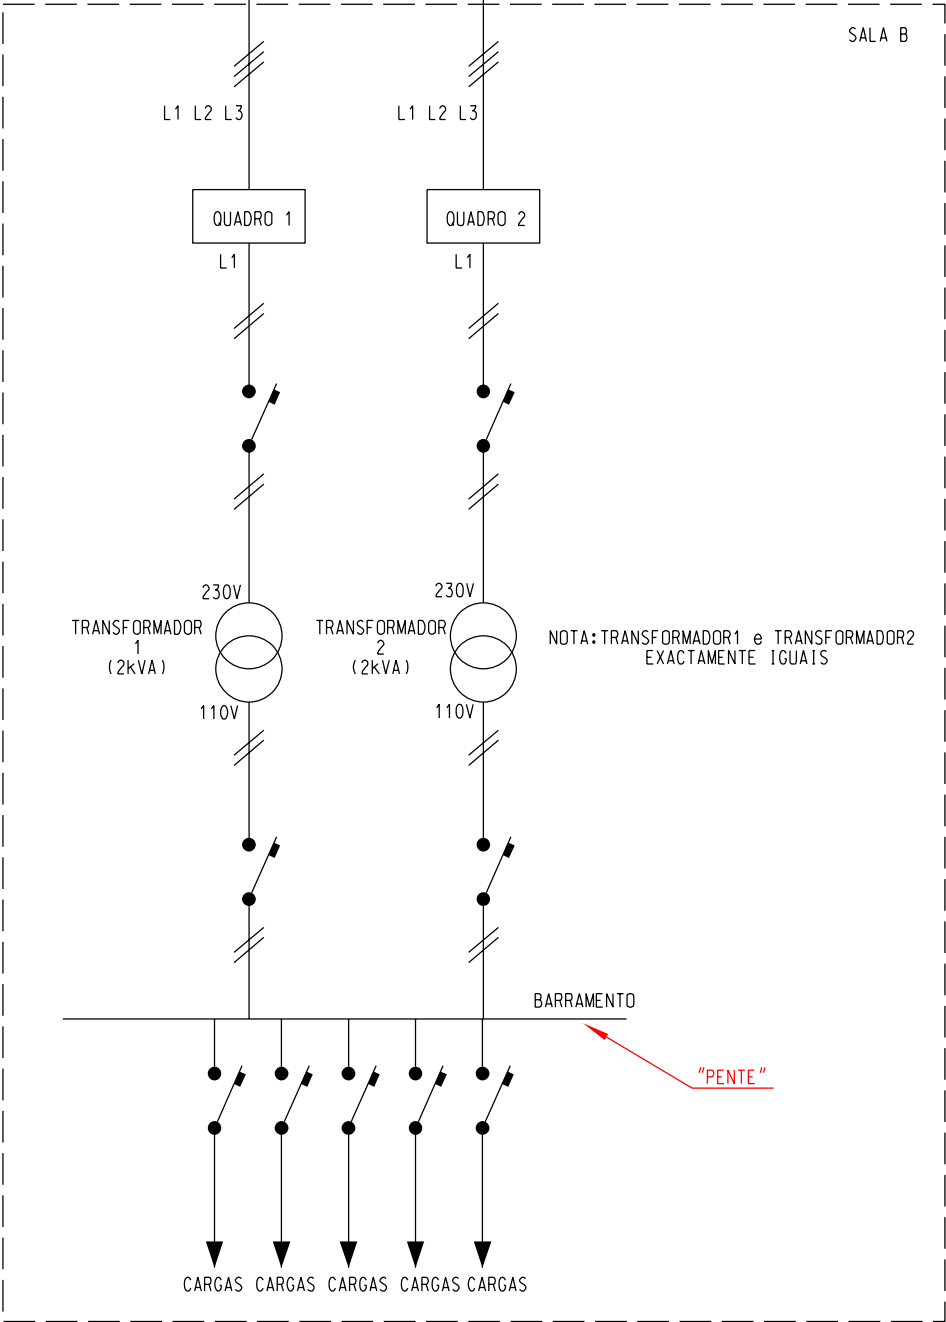 SALA B
L1 L2 L3
L1 L2 L3
QUADRO 1
QUADRO 2
L1
L1
230V
230V
TRANSFORMADOR
1
(2kVA)
TRANSFORMADOR
2
(2kVA)
NOTA:TRANSFORMADOR1 e TRANSFORMADOR2
EXACTAMENTE IGUAIS
110V
110V
BARRAMENTO
"PENTE"
CARGAS CARGAS CARGAS CARGAS CARGAS